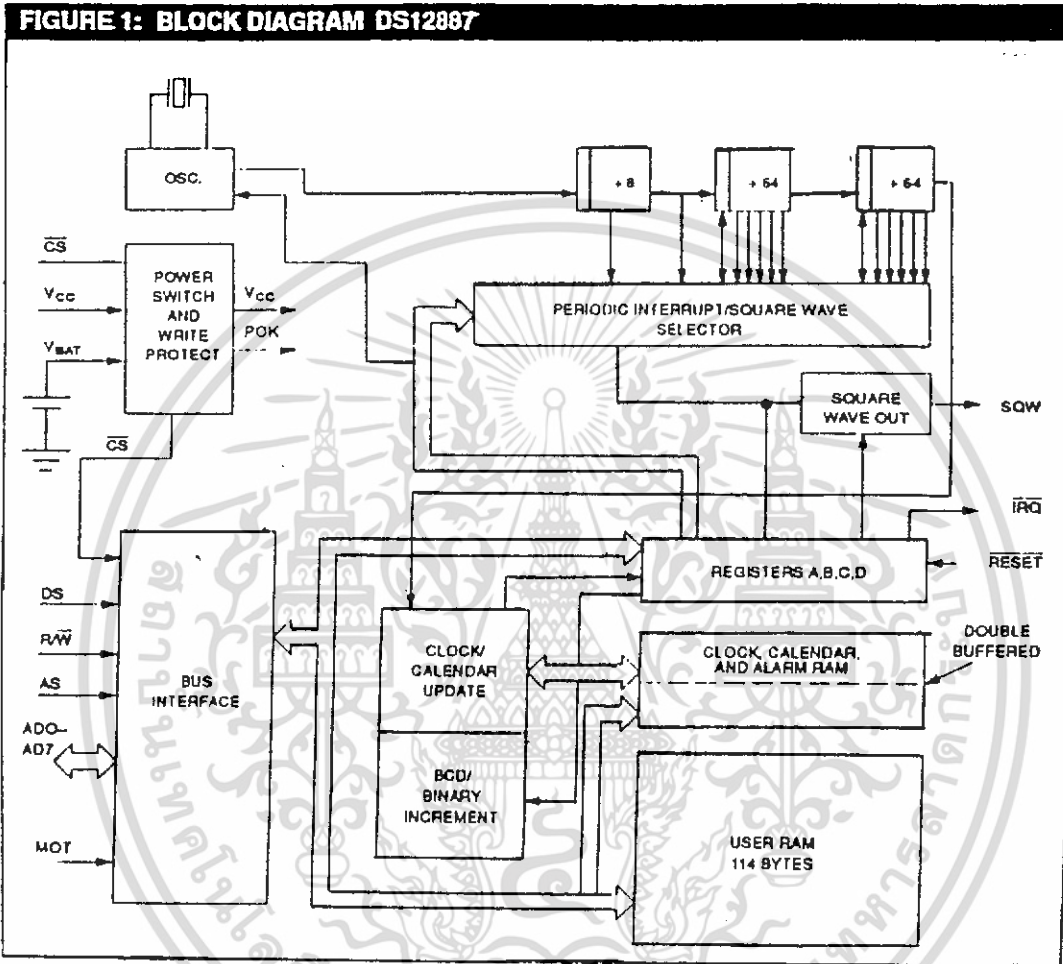 FIGURE 1: BLOCK DIAGRAM DS12887
OSC.
+ 8
+ 64
+ 64
CS
VCC
VBAT
POWER
SWITCH
AND
WRITE
PROTECT
VCC
POK
CS
PERIODIC INTERRUPT/SQUARE WAVE
SELECTOR
SQUARE
WAVE OUT
SQW
IRQ
RESET
REGISTERS A,B,C,D
DS
R/W
AS
AD0–
AD7
MOT
BUS
INTERFACE
CLOCK/
CALENDAR
UPDATE
BCD/
BINARY
INCREMENT
CLOCK, CALENDAR,
AND ALARM RAM
DOUBLE
BUFFERED
USER RAM
114 BYTES